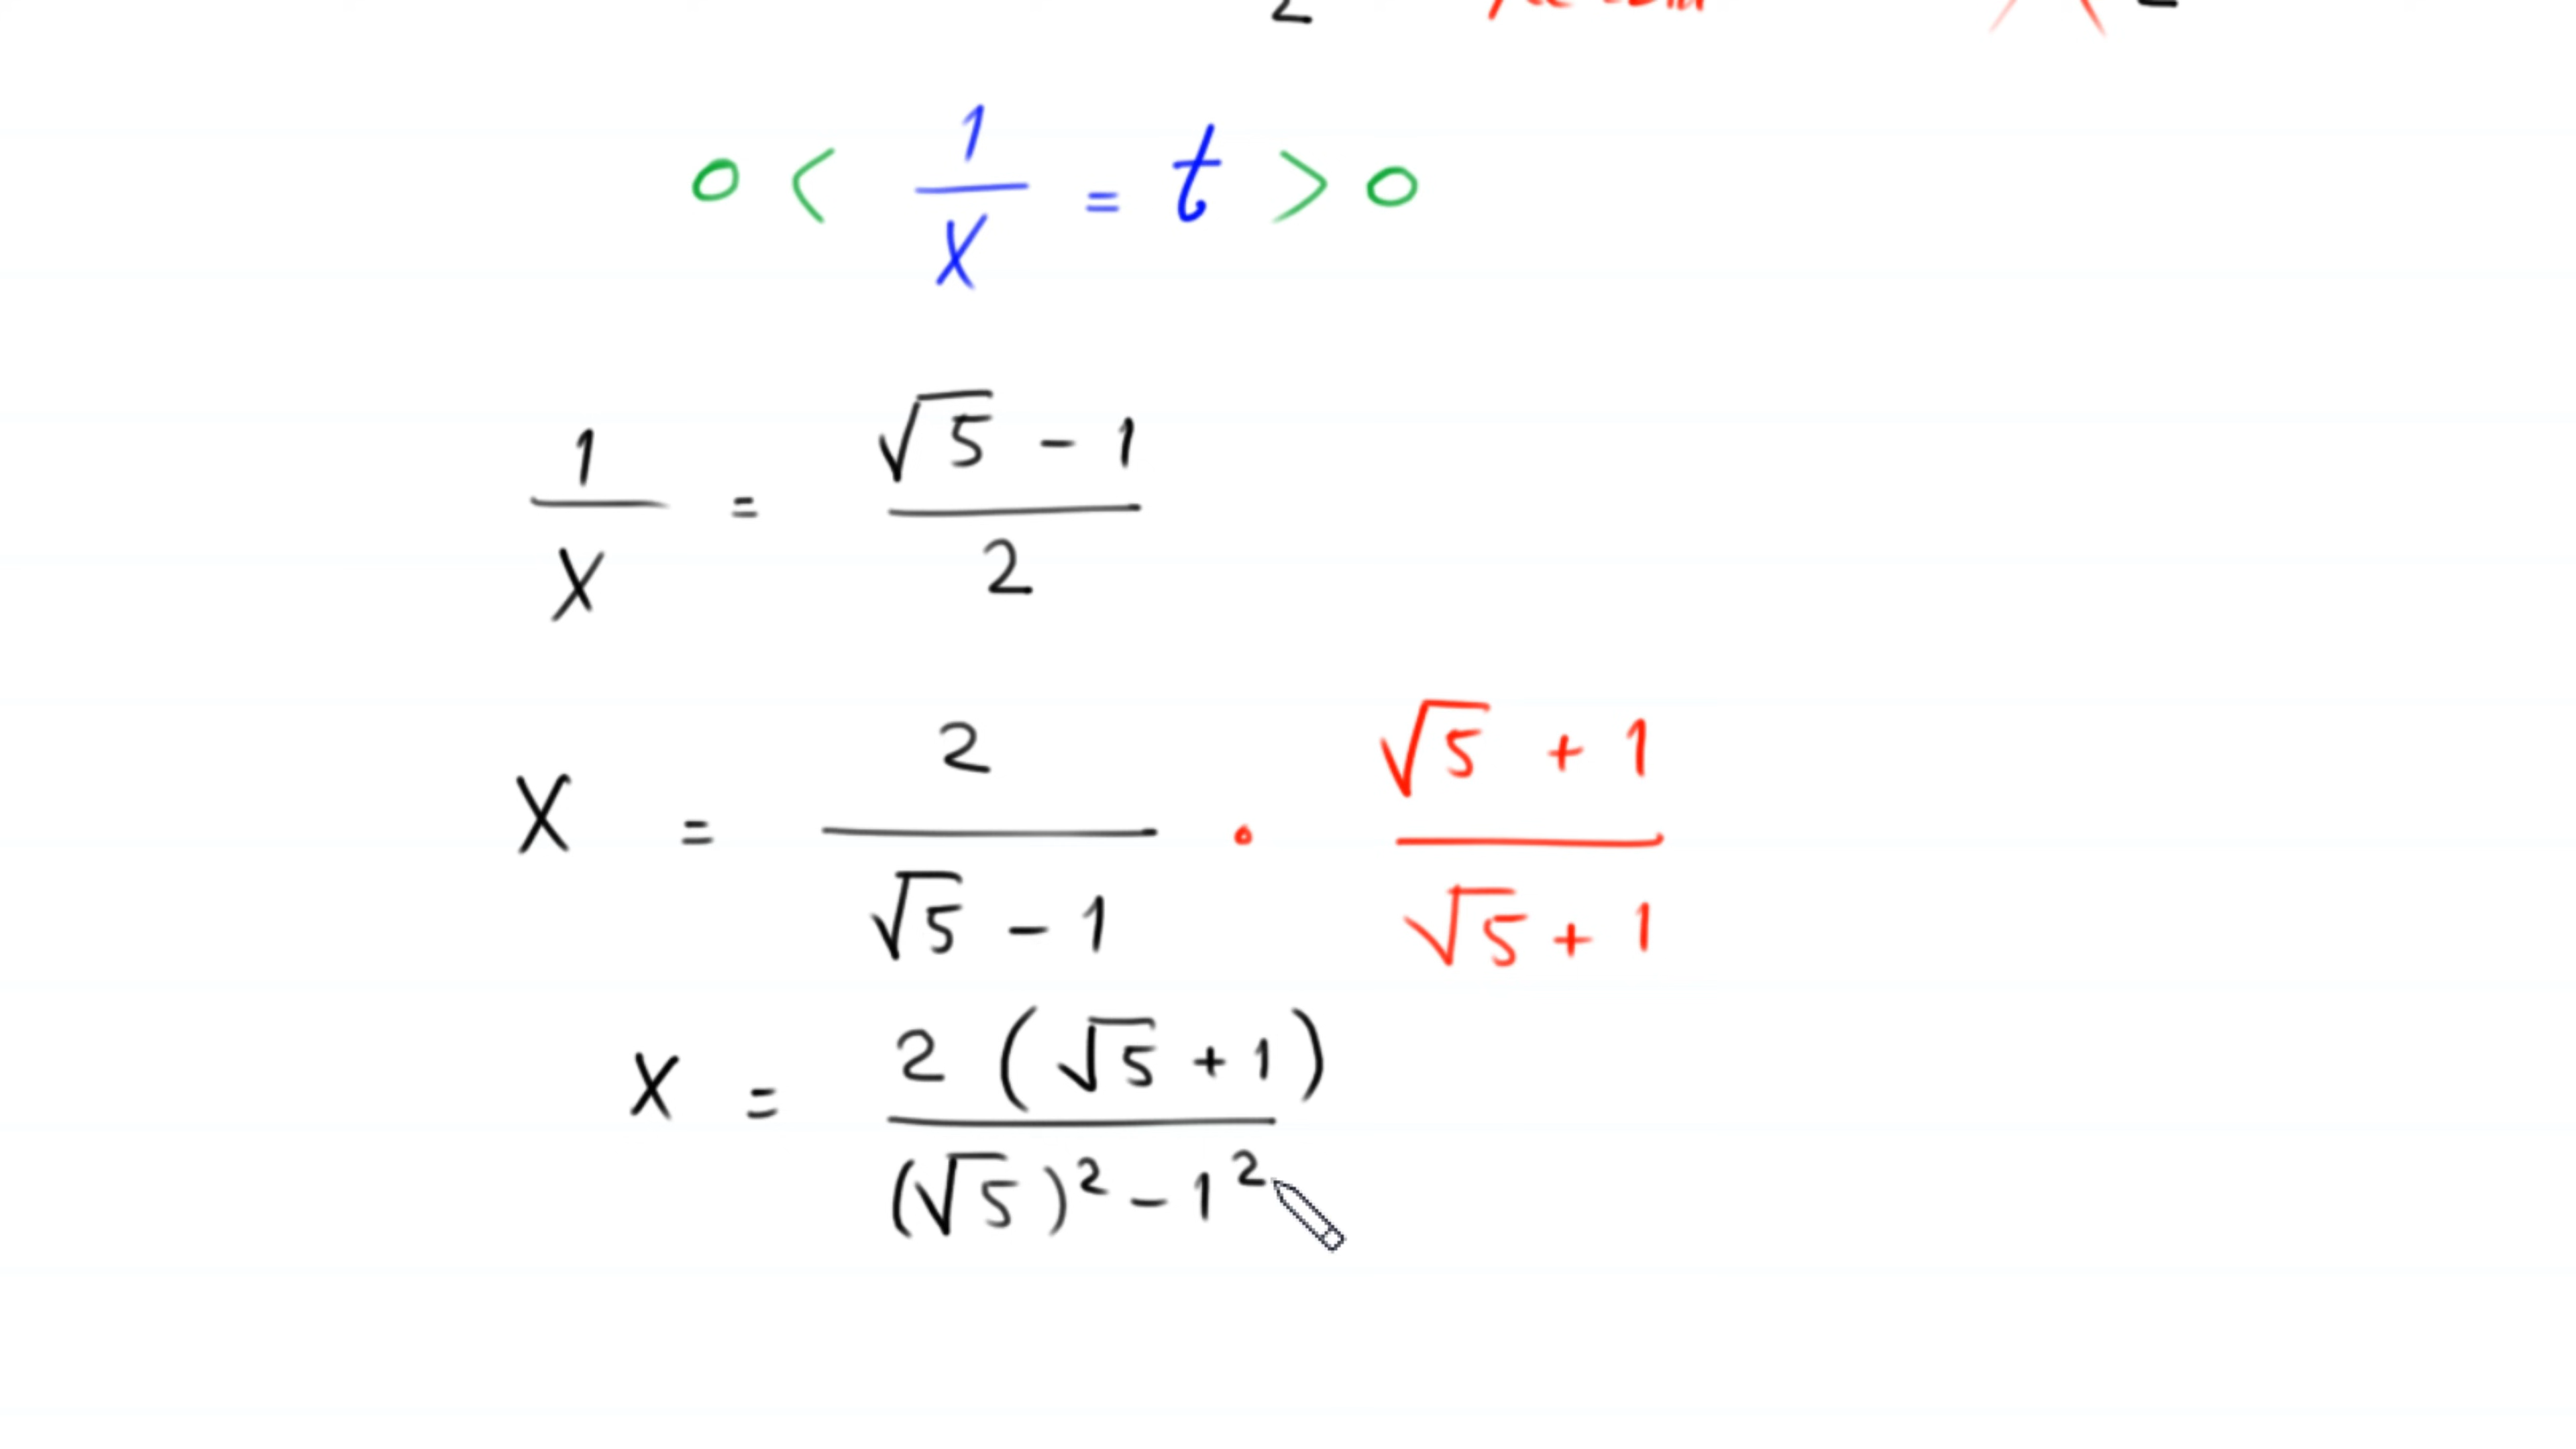 0 < 1/x = t > 0
1/x = (√5 - 1)/2
x = 2/(√5 - 1) · (√5 + 1)/(√5 + 1)
x = 2(√5 + 1)/((√5)² - 1²)